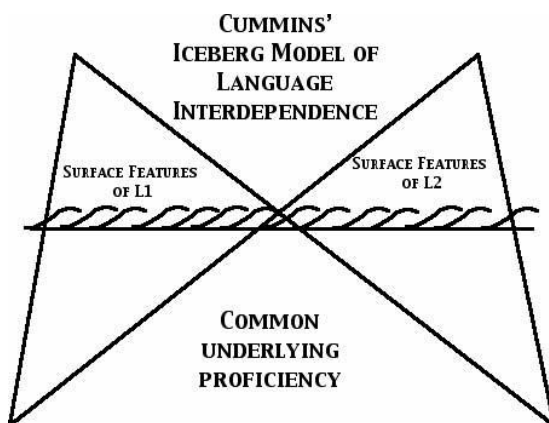 CUMMINS'
ICEBERG MODEL OF
LANGUAGE
INTERDEPENDENCE
SURFACE FEATURES
OF L1
SURFACE FEATURES
OF L2
COMMON
UNDERLYING
PROFICIENCY